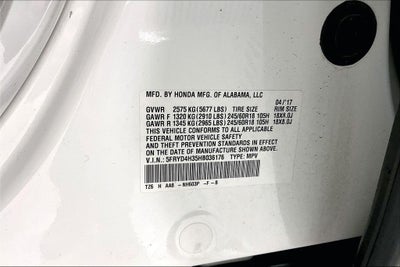 MFD. BY HONDA MFG. OF ALABAMA, LLC
04/17
GVWR 2575 KG(5677 LBS) TIRE SIZE RIM SIZE
GAWR F 1320 KG(2910 LBS) 245/60R18 105H 18X8.0J
GAWR R 1345 KG(2965 LBS) 245/60R18 105H 18X8.0J
THIS VEHICLE CONFORMS TO ALL APPLICABLE
FEDERAL MOTOR VEHICLE SAFETY
AND THEFT PREVENTION STANDARDS IN EFFECT
ON THE DATE OF MANUFACTURE SHOWN ABOVE.
V.I.N.: 5FRYD4H35HB036176 TYPE: MPV
TZ5 H AA6 -NH603P -F -B